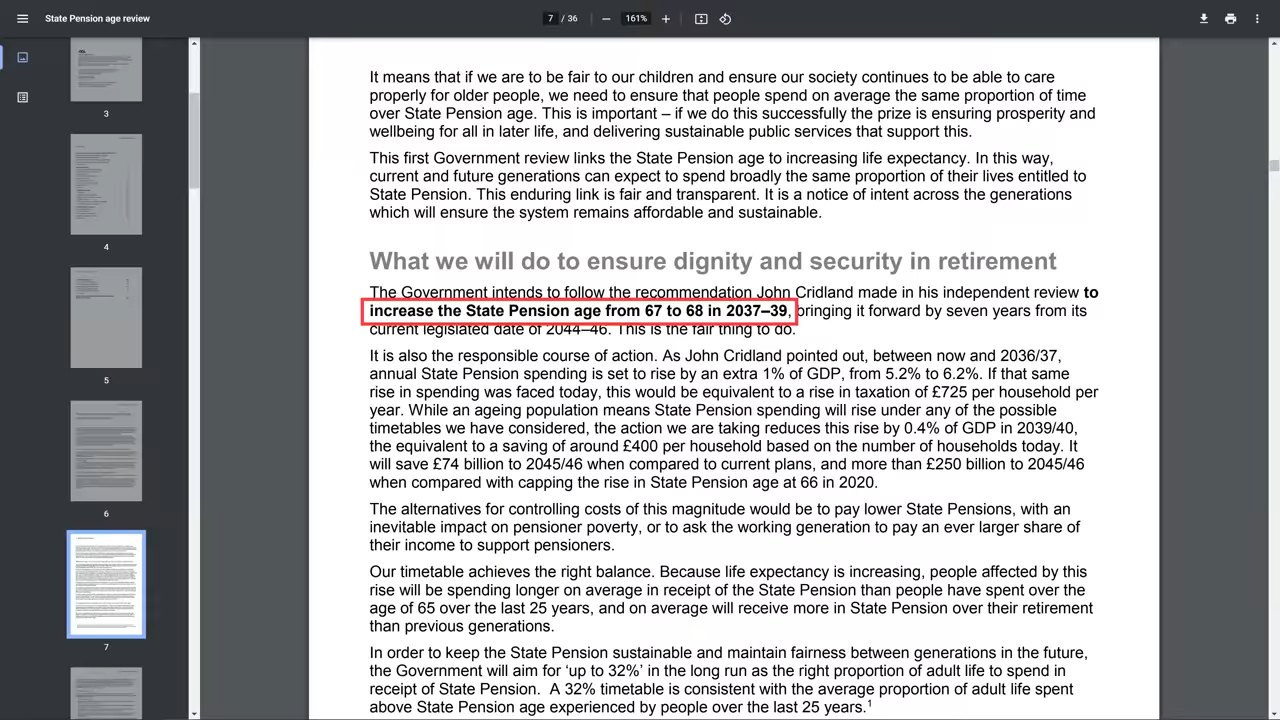 State Pension age review
7 / 36
161%
3
4
5
6
7
It means that if we are to be fair to our children and ensure our society continues to be able to care
properly for older people, we need to ensure that people spend on average the same proportion of time
over State Pension age. This is important – if we do this successfully the prize is ensuring prosperity and
wellbeing for all in later life, and delivering sustainable public services that support this.
This first Government review links the State Pension age to increasing life expectancy. In this way,
current and future generations can expect to spend broadly the same proportion of their lives entitled to
State Pension. This enduring link is fair and transparent. It is a notice of intent across the generations
which will ensure the system remains affordable and sustainable.
What we will do to ensure dignity and security in retirement
The Government intends to follow the recommendation John Cridland made in his independent review to
increase the State Pension age from 67 to 68 in 2037–39, bringing it forward by seven years from its
current legislated date of 2044–46. This is the fair thing to do.
It is also the responsible course of action. As John Cridland pointed out, between now and 2036/37,
annual State Pension spending is set to rise by an extra 1% of GDP, from 5.2% to 6.2%. If that same
rise in spending was faced today, this would be equivalent to a rise in taxation of £725 per household per
year. While an ageing population means State Pension spending will rise under any of the possible
timetables we have considered, the action we are taking reduces this rise by 0.4% of GDP in 2039/40,
the equivalent to a saving of around £400 per household based on the number of households today. It
will save £74 billion to 2045/46 when compared to current plans, and more than £250 billion to 2045/46
when compared with capping the rise in State Pension age at 66 in 2020.
The alternatives for controlling costs of this magnitude would be to pay lower State Pensions, with an
inevitable impact on pensioner poverty, or to ask the working generation to pay an ever larger share of
their income to support pensioners.
Our timetable achieves the right balance. Because life expectancy is increasing, people affected by this
rise will be spending longer on average in receipt of the State Pension than people have spent over the
age of 65 over the last 25 years, and on average will receive more in State Pension over their retirement
than previous generations.
In order to keep the State Pension sustainable and maintain fairness between generations in the future,
the Government will aim for ‘up to 32%’ in the long run as the right proportion of adult life to spend in
receipt of State Pension. A 32% timetable is consistent with the average proportion of adult life spent
above State Pension age experienced by people over the last 25 years.¹